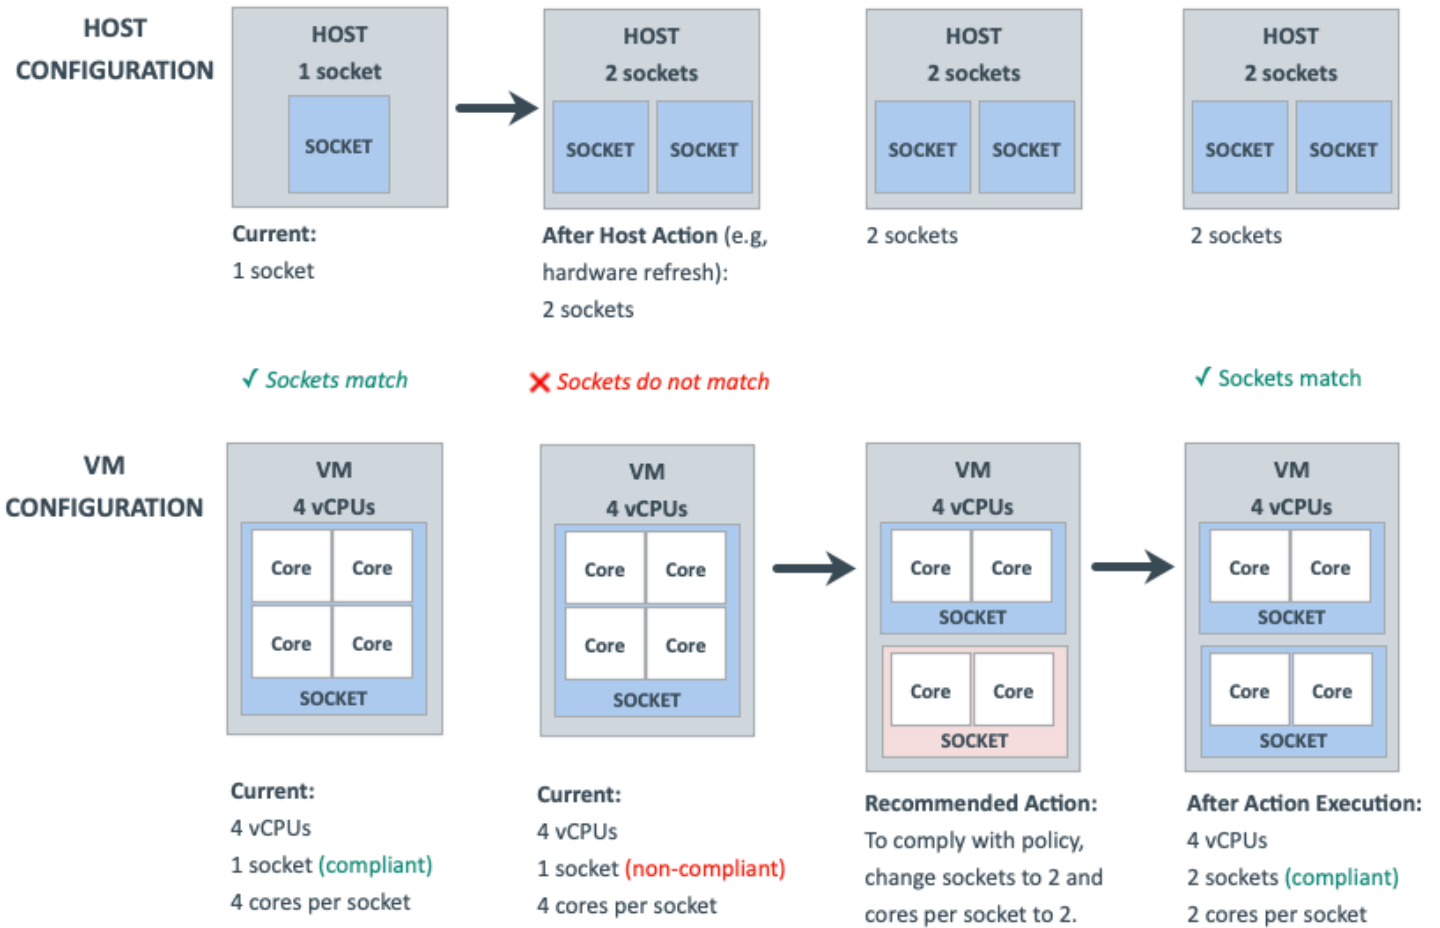 HOST
CONFIGURATION
HOST
1 socket
SOCKET
Current:
1 socket
HOST
2 sockets
SOCKET SOCKET
After Host Action (e.g,
hardware refresh):
2 sockets
HOST
2 sockets
SOCKET SOCKET
2 sockets
HOST
2 sockets
SOCKET SOCKET
2 sockets
✓ Sockets match
✗ Sockets do not match
✓ Sockets match
VM
CONFIGURATION
VM
4 vCPUs
Core Core
Core Core
SOCKET
Current:
4 vCPUs
1 socket (compliant)
4 cores per socket
VM
4 vCPUs
Core Core
Core Core
SOCKET
Current:
4 vCPUs
1 socket (non-compliant)
4 cores per socket
VM
4 vCPUs
Core Core
SOCKET
Core Core
SOCKET
Recommended Action:
To comply with policy,
change sockets to 2 and
cores per socket to 2.
VM
4 vCPUs
Core Core
SOCKET
Core Core
SOCKET
After Action Execution:
4 vCPUs
2 sockets (compliant)
2 cores per socket